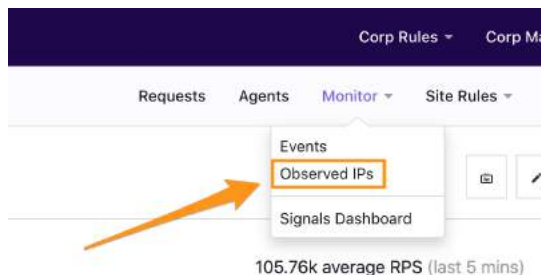 Corp Rules
Requests Agents Monitor Site Rules
Events
Observed IPs
Signals Dashboard
105.76k average RPS (last 5 mins)